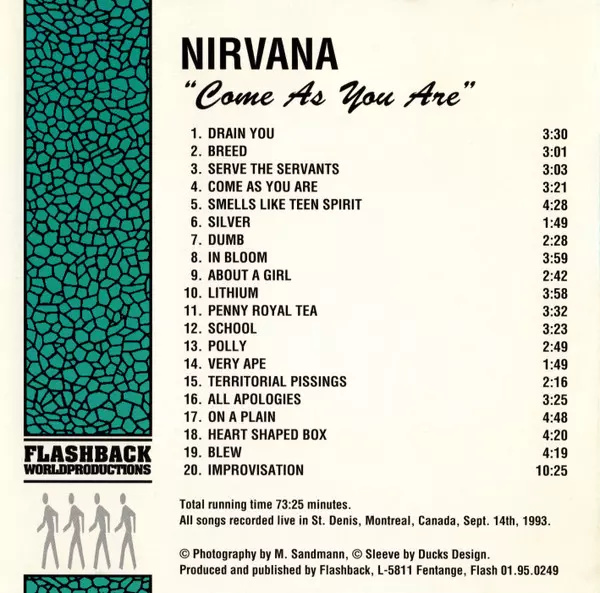 NIRVANA
"Come As You Are"
1. DRAIN YOU 3:30
2. BREED 3:01
3. SERVE THE SERVANTS 3:03
4. COME AS YOU ARE 3:21
5. SMELLS LIKE TEEN SPIRIT 4:28
6. SILVER 1:49
7. DUMB 2:28
8. IN BLOOM 3:59
9. ABOUT A GIRL 2:42
10. LITHIUM 3:58
11. PENNY ROYAL TEA 3:32
12. SCHOOL 3:23
13. POLLY 2:49
14. VERY APE 1:49
15. TERRITORIAL PISSINGS 2:16
16. ALL APOLOGIES 3:25
17. ON A PLAIN 4:48
18. HEART SHAPED BOX 4:20
19. BLEW 4:19
20. IMPROVISATION 10:25
FLASHBACK
WORLDPRODUCTIONS
Total running time 73:25 minutes.
All songs recorded live in St. Denis, Montreal, Canada, Sept. 14th, 1993.
© Photography by M. Sandmann, © Sleeve by Ducks Design.
Produced and published by Flashback, L-5811 Fentange, Flash 01.95.0249